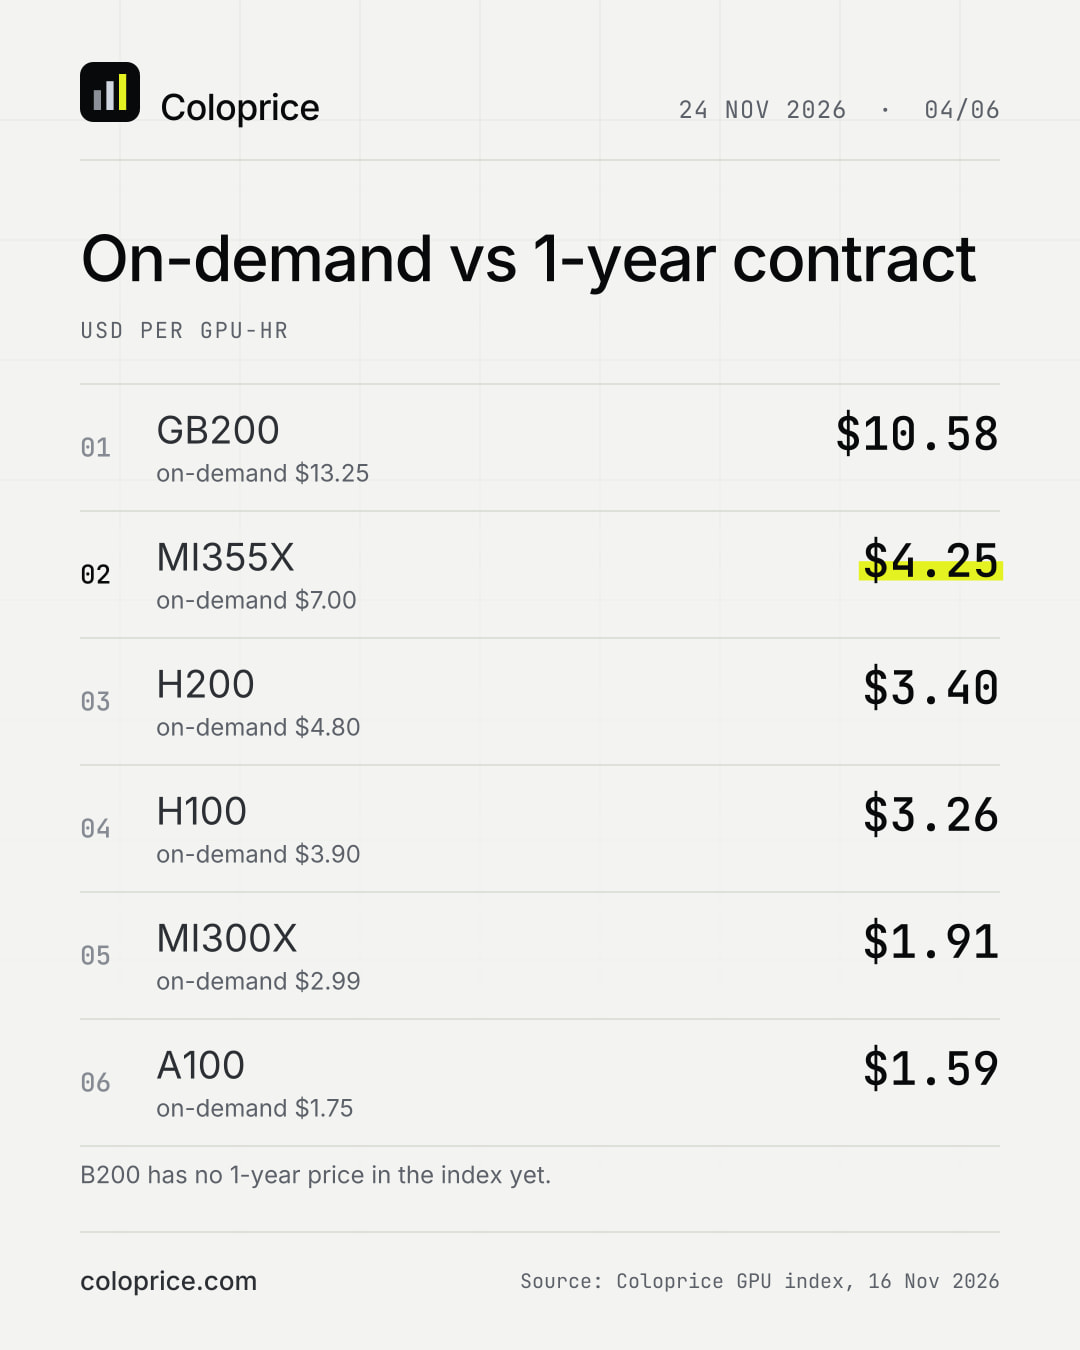 Coloprice
24 NOV 2026 · 04/06
On-demand vs 1-year contract
USD PER GPU-HR
01 GB200 $10.58
on-demand $13.25
02 MI355X $4.25
on-demand $7.00
03 H200 $3.40
on-demand $4.80
04 H100 $3.26
on-demand $3.90
05 MI300X $1.91
on-demand $2.99
06 A100 $1.59
on-demand $1.75
B200 has no 1-year price in the index yet.
coloprice.com
Source: Coloprice GPU index, 16 Nov 2026